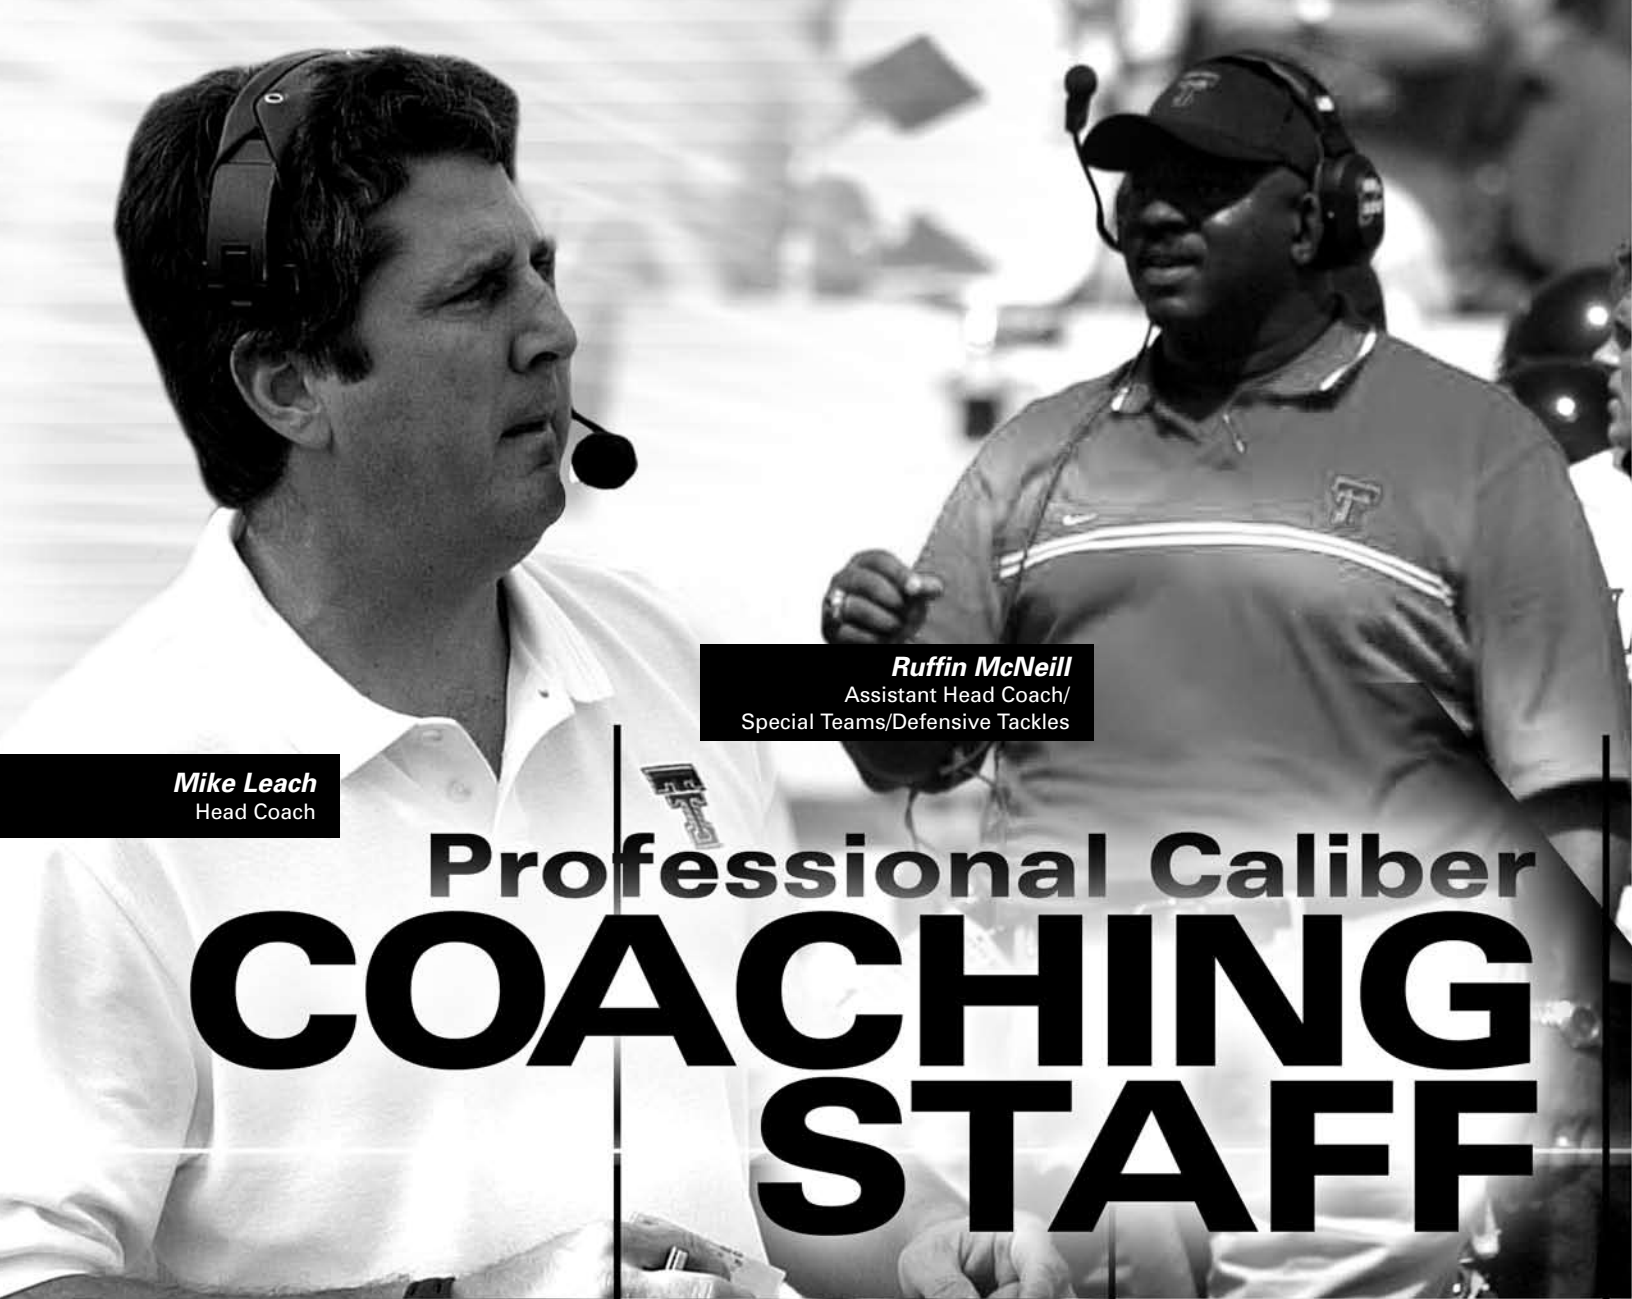 Ruffin McNeill
Assistant Head Coach/
Special Teams/Defensive Tackles
Mike Leach
Head Coach
Professional Caliber
COACHING
STAFF